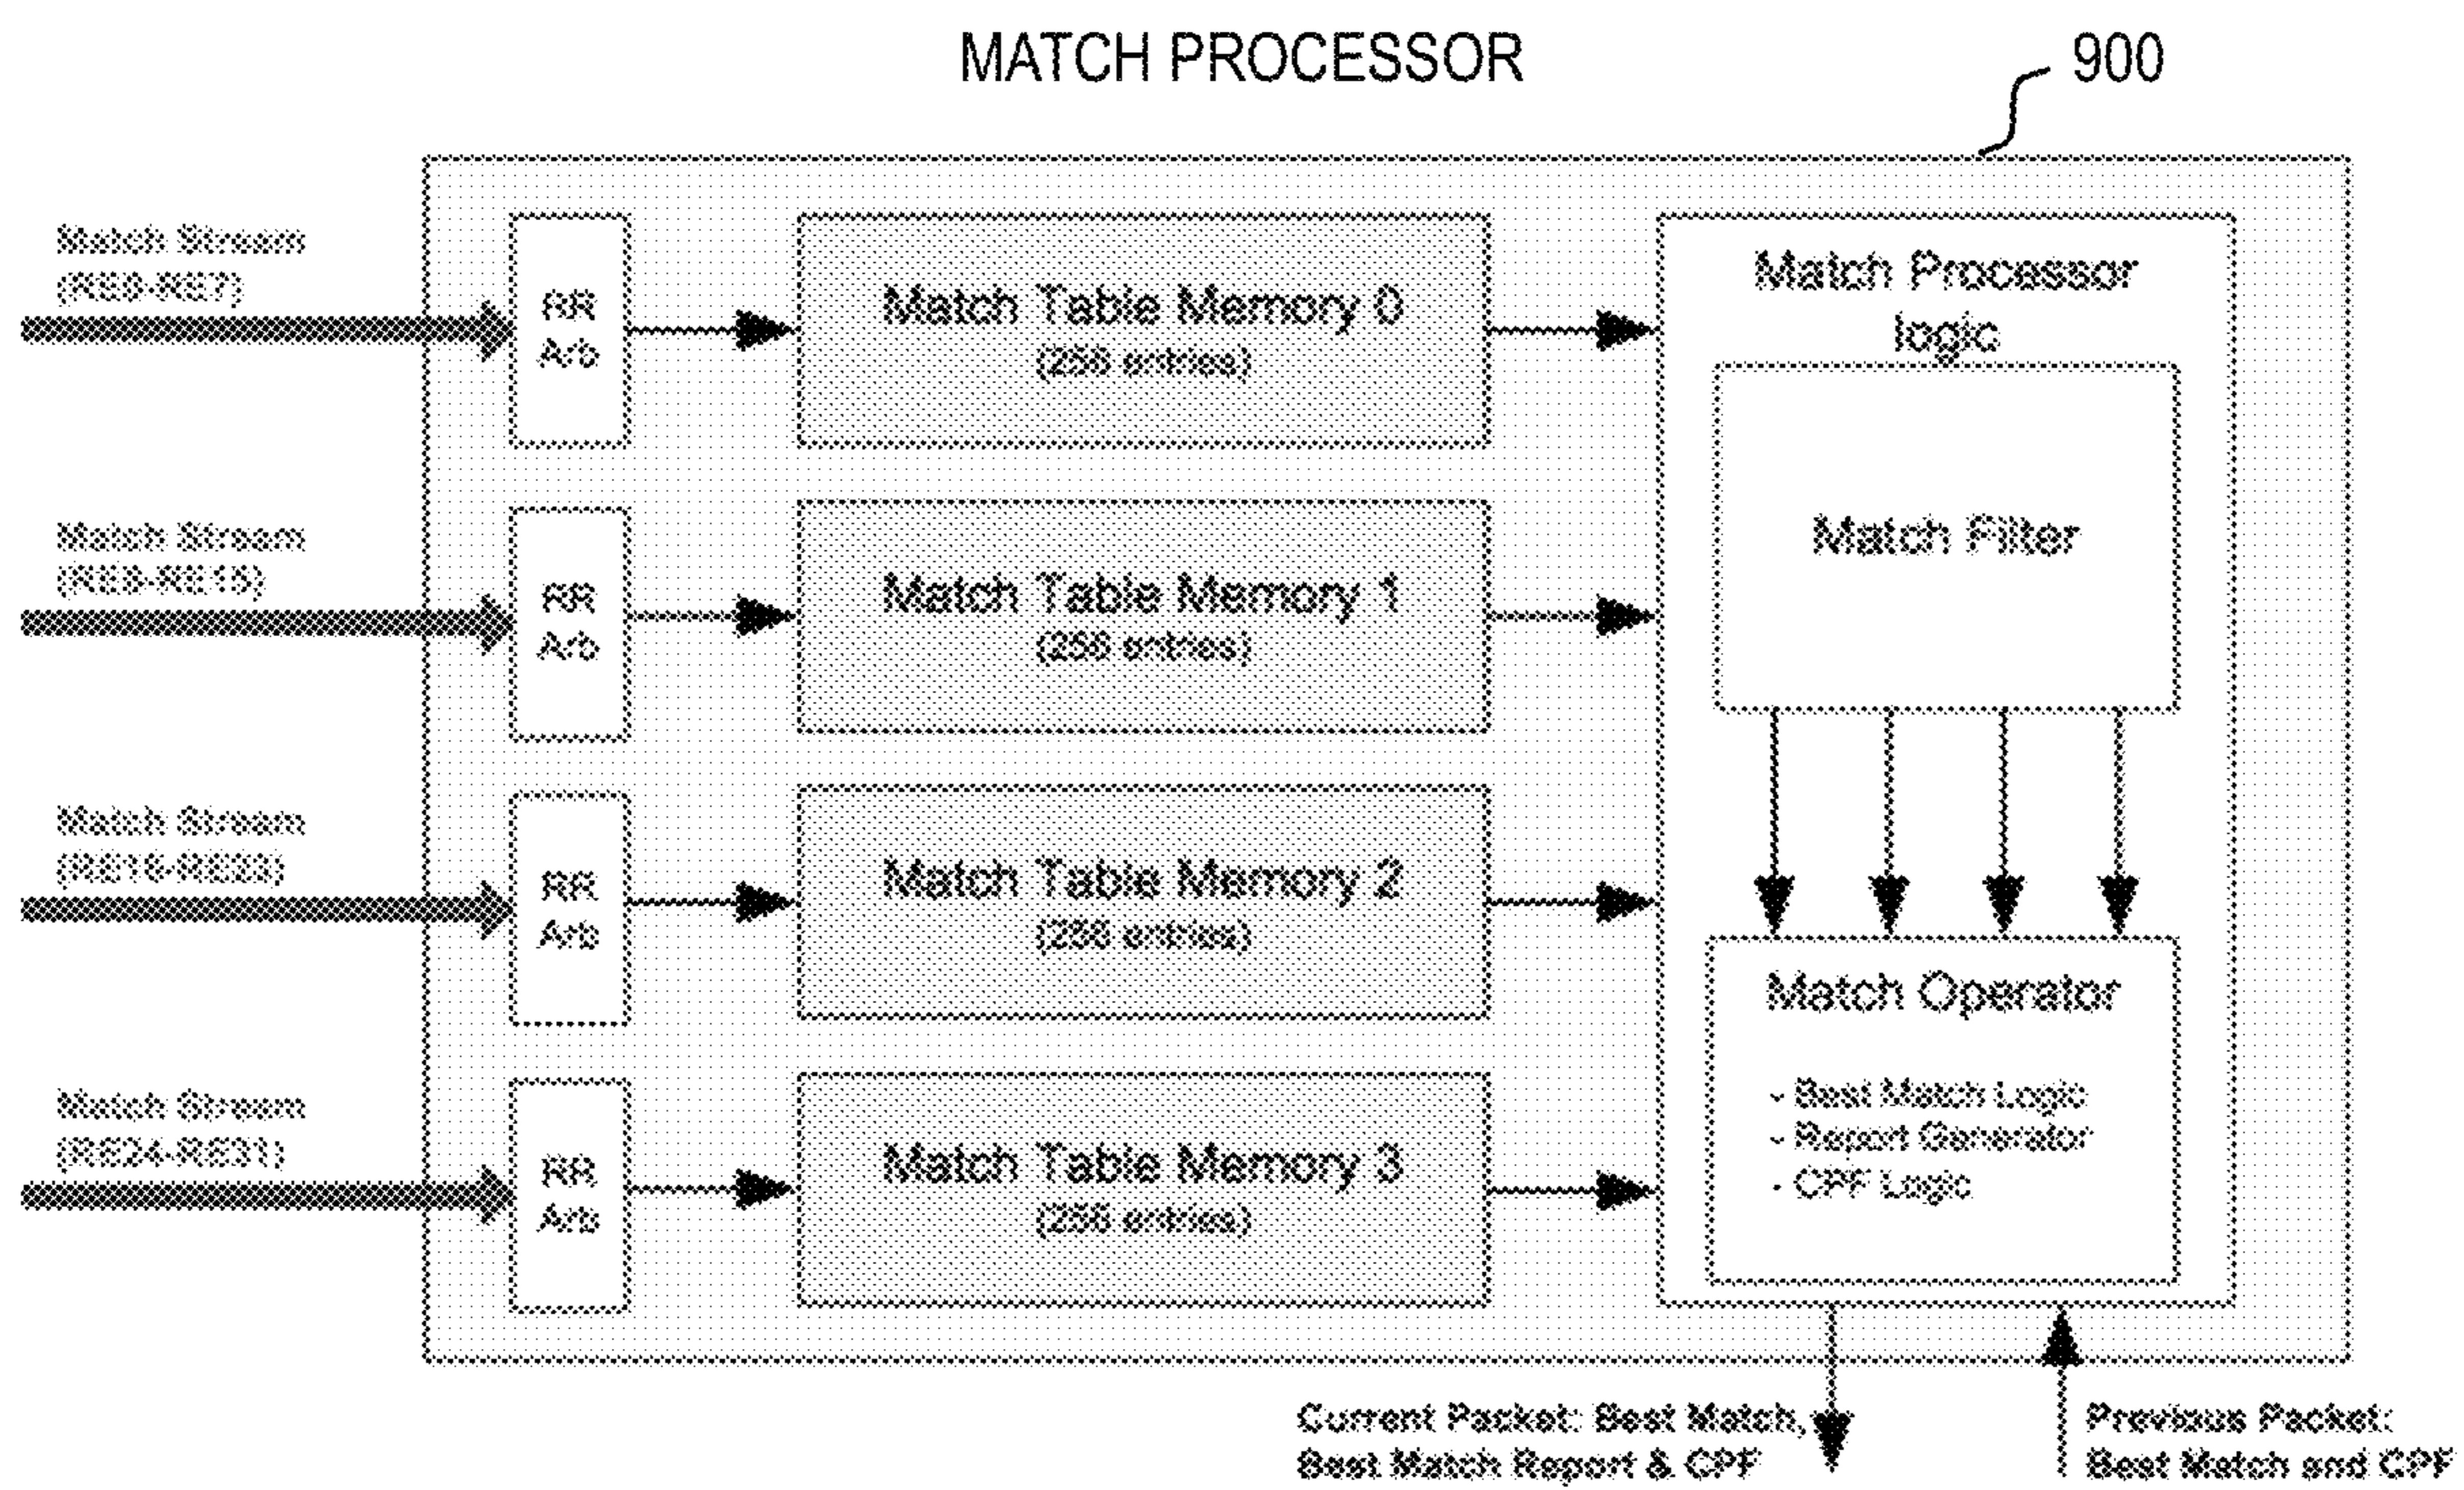 MATCH PROCESSOR
900
Match Stream
(RE0-RE7)
RR
Arb
Match Table Memory 0
(256 entries)
Match Processor
logic
Match Filter
Match Stream
(RE8-RE15)
RR
Arb
Match Table Memory 1
(256 entries)
Match Stream
(RE16-RE23)
RR
Arb
Match Table Memory 2
(256 entries)
Match Operator
- Best Match Logic
- Report Generator
- CPF Logic
Match Stream
(RE24-RE31)
RR
Arb
Match Table Memory 3
(256 entries)
Current Packet: Best Match,
Best Match Report & CPF
Previous Packet:
Best Match and CPF